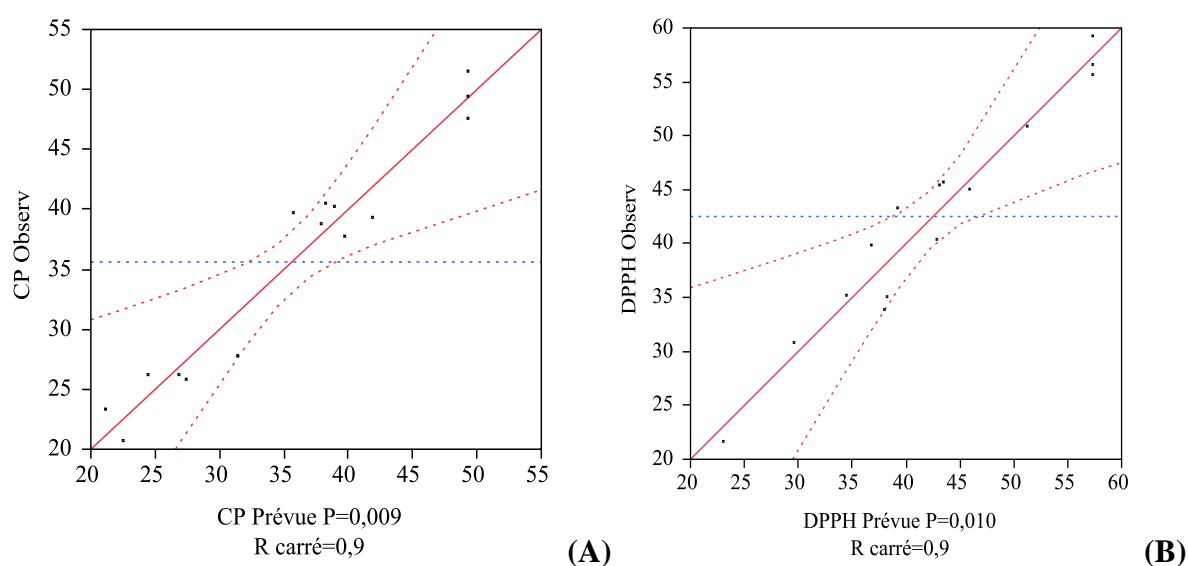 55
50
45
40
35
30
25
20
CP Observ
20 25 30 35 40 45 50 55
CP Prévue P=0,009
R carré=0,9
(A)
60
55
50
45
40
35
30
25
20
DPPH Observ
20 25 30 35 40 45 50 55 60
DPPH Prévue P=0,010
R carré=0,9
(B)